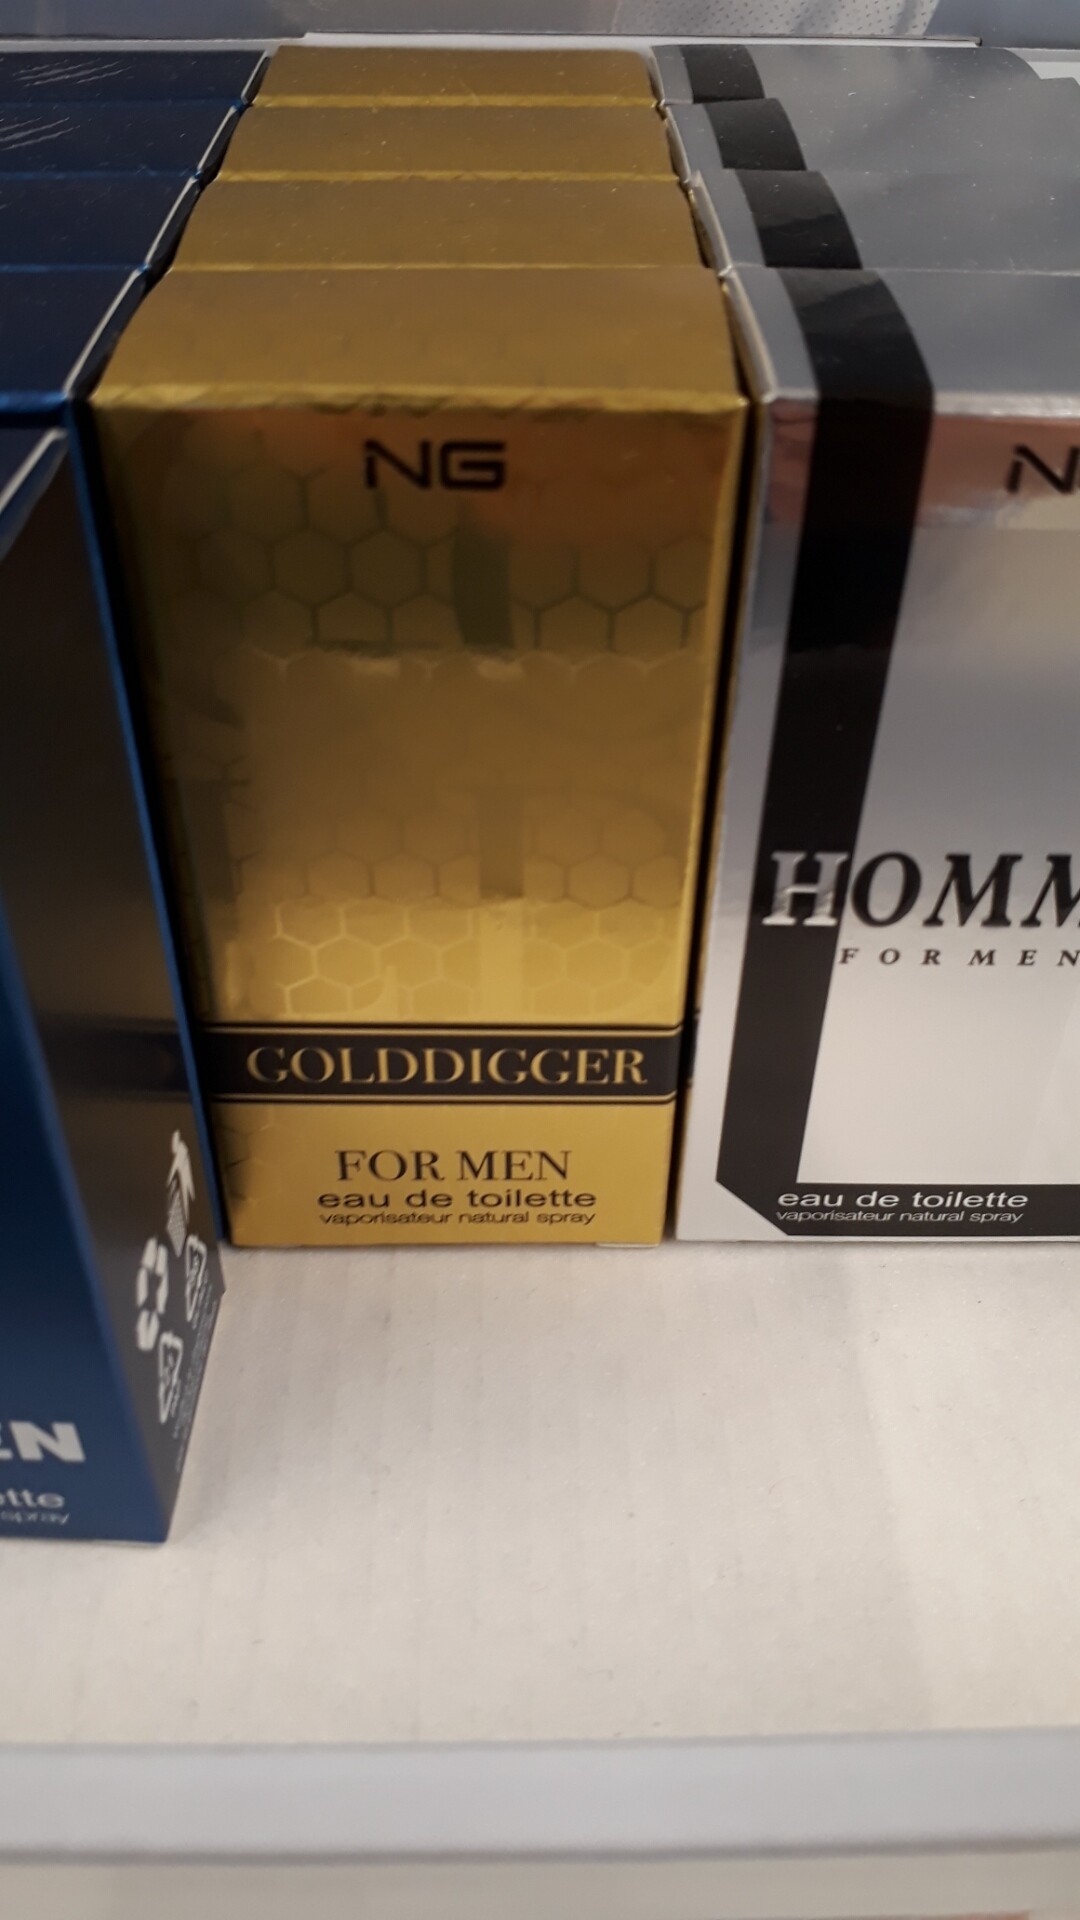 NG
GOLDDIGGER
FOR MEN
eau de toilette
vaporisateur natural spray
N
HOMM
FOR MEN
eau de toilette
vaporisateur natural spray
EN
tte
spray